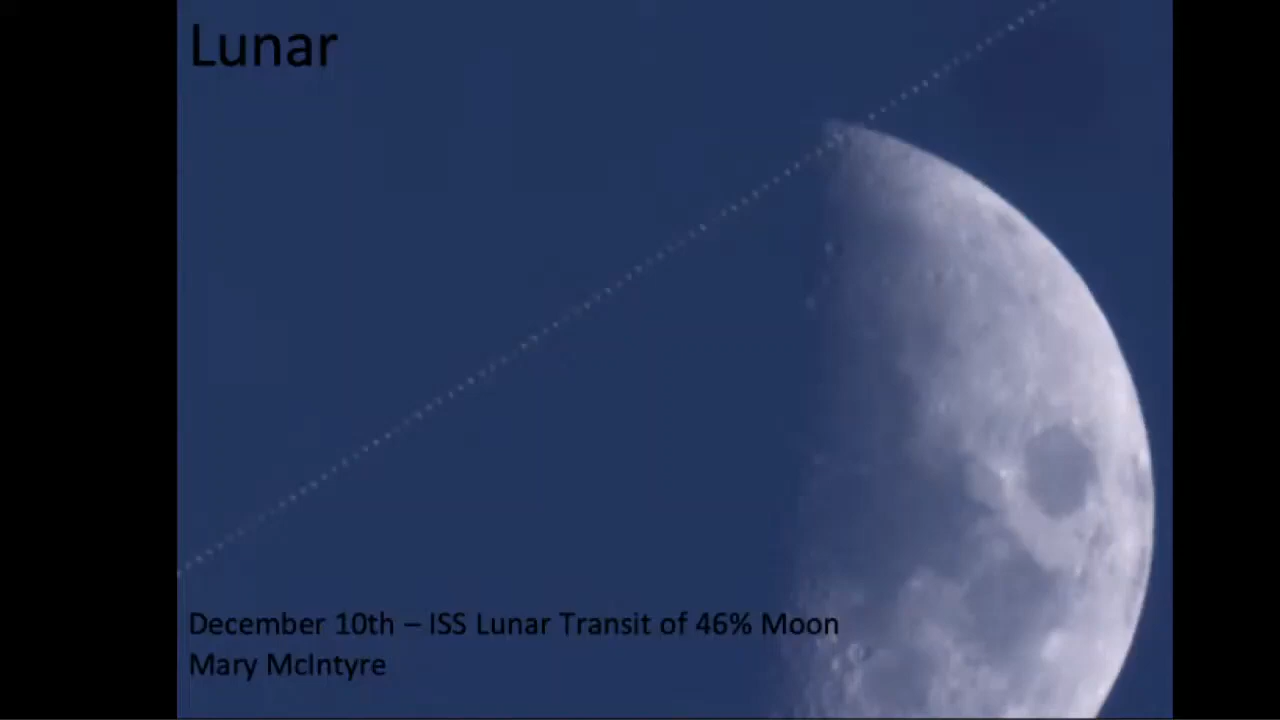 Lunar
December 10th – ISS Lunar Transit of 46% Moon
Mary McIntyre